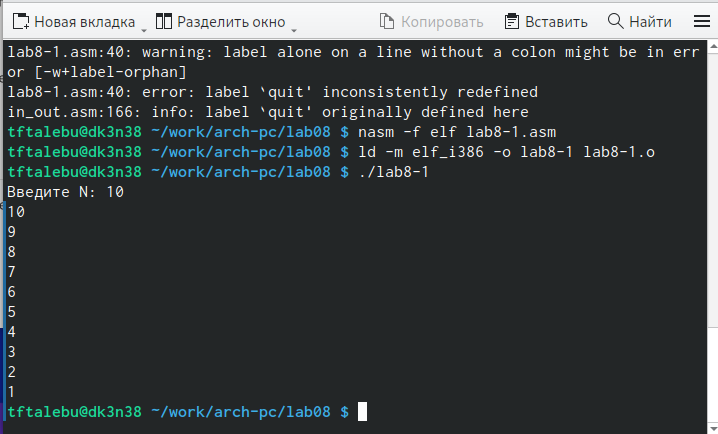 Новая вкладка Разделить окно Копировать Вставить Найти
lab8-1.asm:40: warning: label alone on a line without a colon might be in err
or [-w+label-orphan]
lab8-1.asm:40: error: label `quit' inconsistently redefined
in_out.asm:166: info: label `quit' originally defined here
tftalebu@dk3n38 ~/work/arch-pc/lab08 $ nasm -f elf lab8-1.asm
tftalebu@dk3n38 ~/work/arch-pc/lab08 $ ld -m elf_i386 -o lab8-1 lab8-1.o
tftalebu@dk3n38 ~/work/arch-pc/lab08 $ ./lab8-1
Введите N: 10
10
9
8
7
6
5
4
3
2
1
tftalebu@dk3n38 ~/work/arch-pc/lab08 $